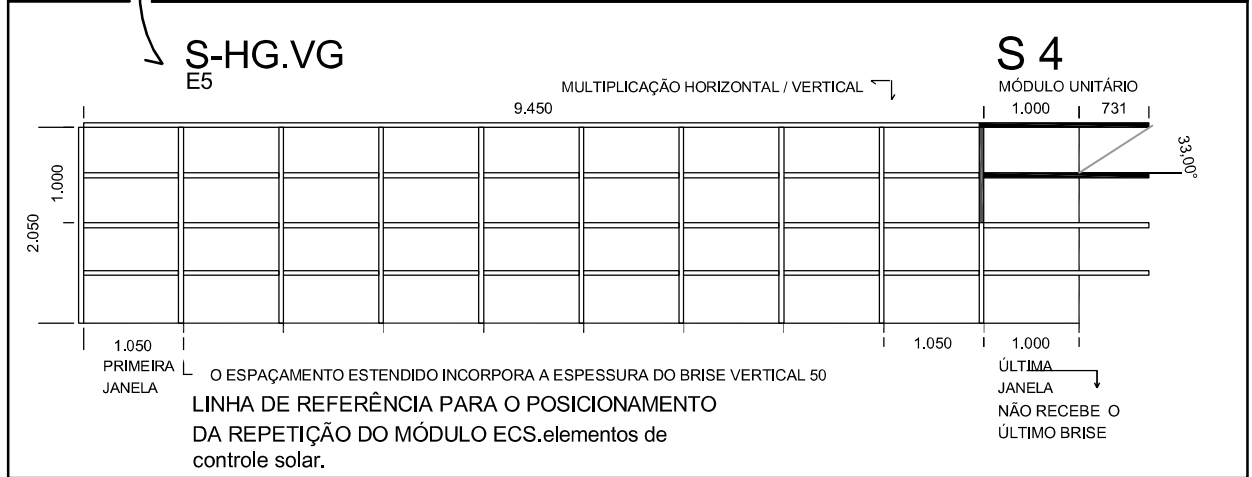 S-HG.VG
E5
S 4
MULTIPLICAÇÃO HORIZONTAL / VERTICAL
MÓDULO UNITÁRIO
9.450
1.000
731
33,00°
1.000
2.050
1.050
PRIMEIRA
JANELA
O ESPAÇAMENTO ESTENDIDO INCORPORA A ESPESSURA DO BRISE VERTICAL 50
LINHA DE REFERÊNCIA PARA O POSICIONAMENTO
DA REPETIÇÃO DO MÓDULO ECS.elementos de
controle solar.
1.050
1.000
ÚLTIMA
JANELA
NÃO RECEBE O
ÚLTIMO BRISE